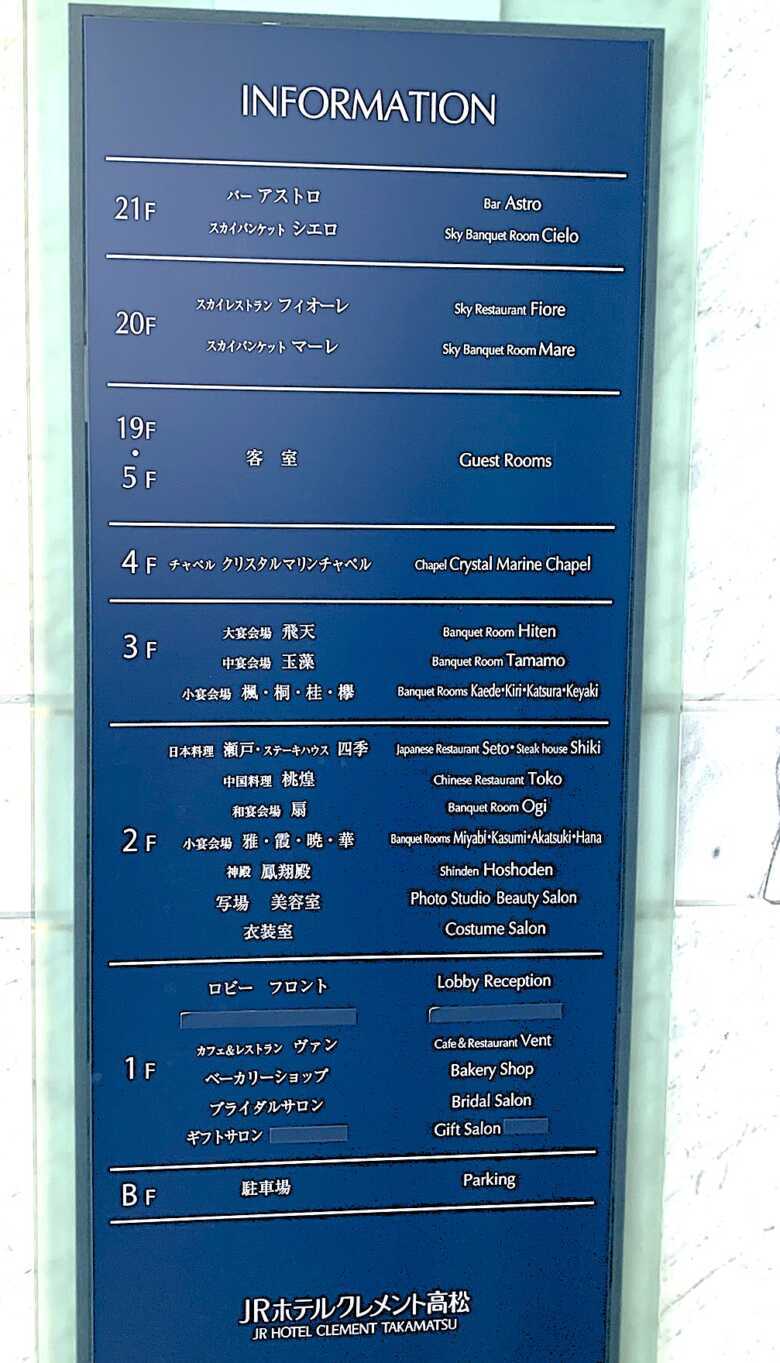 INFORMATION
21F バー アストロ Bar Astro
スカイバンケット シエロ Sky Banquet Room Cielo
20F スカイレストラン フィオーレ Sky Restaurant Fiore
スカイバンケット マーレ Sky Banquet Room Mare
19F
・
5F 客室 Guest Rooms
4F チャペル クリスタルマリンチャペル Chapel Crystal Marine Chapel
3F 大宴会場 飛天 Banquet Room Hiten
中宴会場 玉藻 Banquet Room Tamamo
小宴会場 楓・桐・桂・欅 Banquet Rooms Kaede・Kiri・Katsura・Keyaki
2F 日本料理 瀬戸・ステーキハウス 四季 Japanese Restaurant Seto・Steak house Shiki
中国料理 桃煌 Chinese Restaurant Toko
和宴会場 扇 Banquet Room Ogi
小宴会場 雅・霞・暁・華 Banquet Rooms Miyabi・Kasumi・Akatsuki・Hana
神殿 鳳翔殿 Shinden Hoshoden
写場 美容室 Photo Studio Beauty Salon
衣装室 Costume Salon
1F ロビー フロント Lobby Reception
カフェ&レストラン ヴァン Cafe & Restaurant Vent
ベーカリーショップ Bakery Shop
ブライダルサロン Bridal Salon
ギフトサロン Gift Salon
BF 駐車場 Parking
JRホテルクレメント高松
JR HOTEL CLEMENT TAKAMATSU